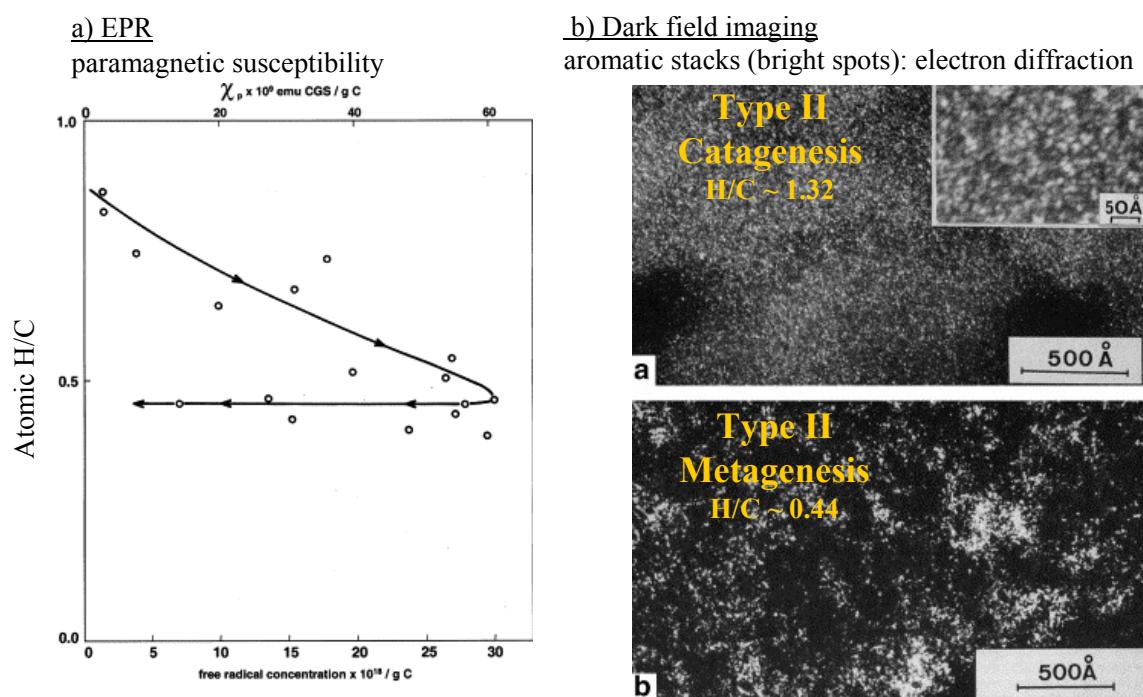 a) EPR
paramagnetic susceptibility
χp x 10⁹ emu CGS / g C
0 20 40 60
1.0
0.5
0.0
Atomic H/C
0 5 10 15 20 25 30
free radical concentration x 10¹⁸ / g C
b) Dark field imaging
aromatic stacks (bright spots): electron diffraction
Type II
Catagenesis
H/C ~ 1.32
50Å
500 Å
a
Type II
Metagenesis
H/C ~ 0.44
500Å
b